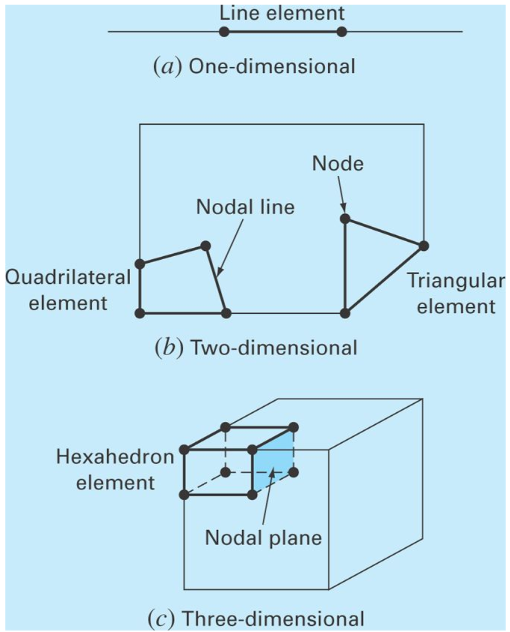 Line element
(a) One-dimensional
Node
Nodal line
Quadrilateral
element
Triangular
element
(b) Two-dimensional
Hexahedron
element
Nodal plane
(c) Three-dimensional